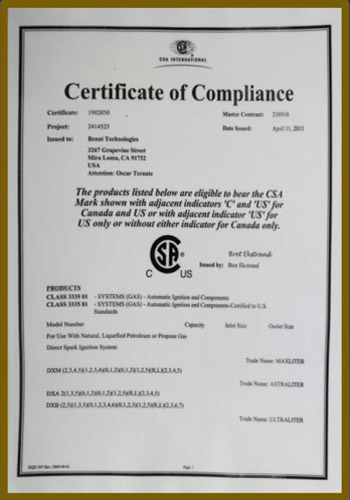 CSA INTERNATIONAL
Certificate of Compliance
Certificate: 1902050 Master Contract:
Project: 2414523 Date Issued: April 11, 2011
Issued to: Benni Technologies
3267 Grapevine Street
Mira Loma, CA 91752
USA
Attention: Oscar Ternate
The products listed below are eligible to bear the CSA
Mark shown with adjacent indicators 'C' and 'US' for
Canada and US or with adjacent indicator 'US' for
US only or without either indicator for Canada only.
C US
Issued by: Bret Ekstrand
PRODUCTS
CLASS 3335 01 - SYSTEMS (GAS) - Automatic Ignition and Components
CLASS 3335 81 - SYSTEMS (GAS) - Automatic Ignition and Components-Certified to U.S.
Standards
Model Number Capacity Inlet Size Outlet Size
For Use With Natural, Liquefied Petroleum or Propane Gas
Direct Spark Ignition System
Trade Name: MAXLITER
DXM
Trade Name: ASTRALITER
DXA
Trade Name: ULTRALITER
DXB
Page 1